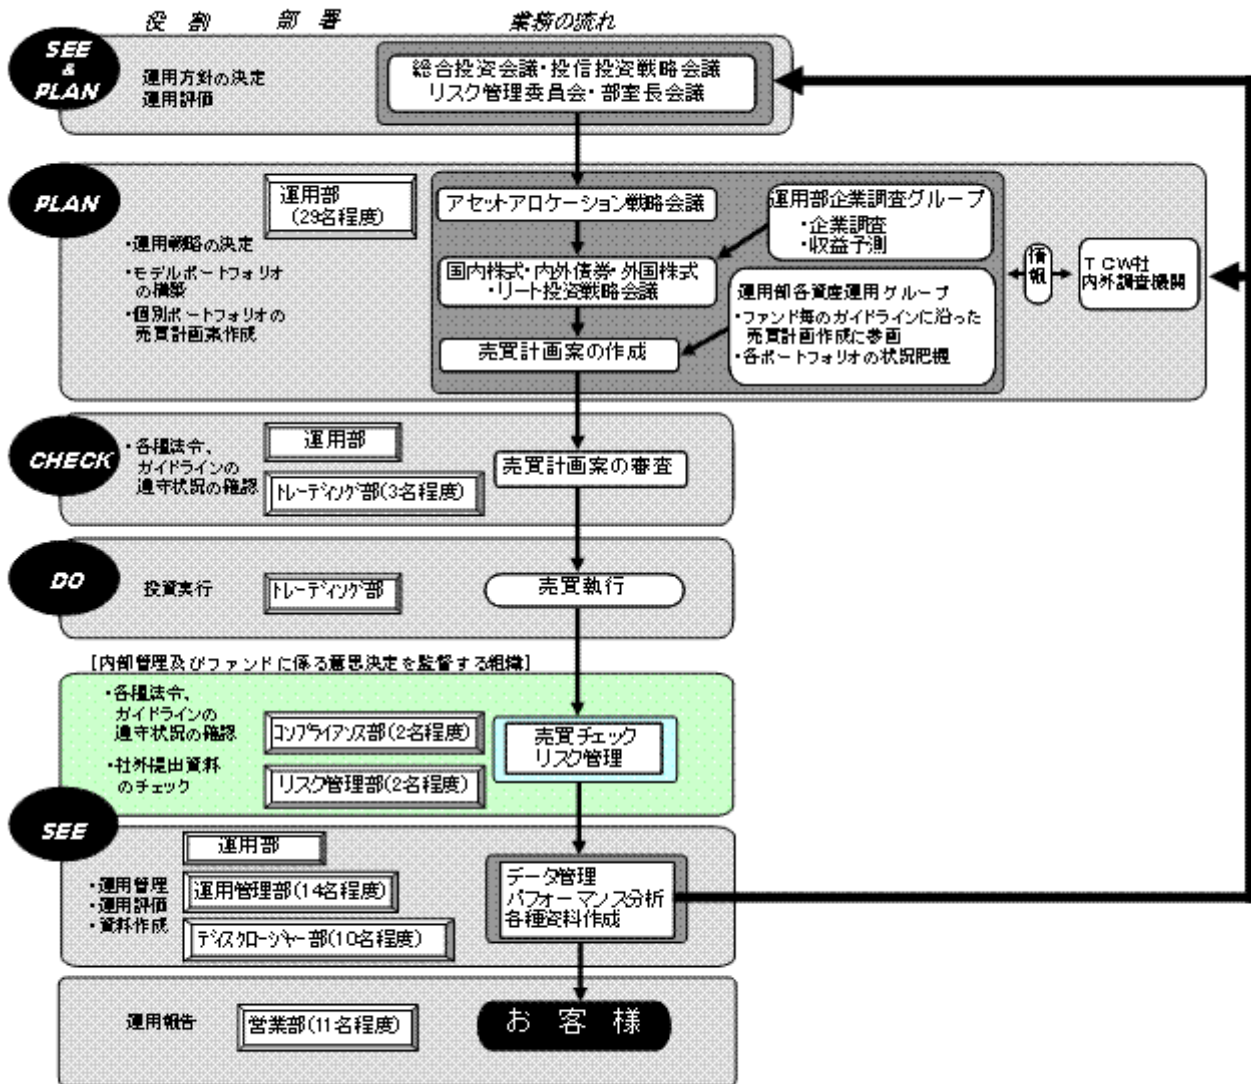 役 割 部 署 業務の流れ
SEE
&
PLAN
運用方針の決定
運用評価
総合投資会議・投信投資戦略会議
リスク管理委員会・部室長会議
PLAN
運用部
(29名程度)
・運用戦略の決定
・モデルポートフォリオ
の構築
・個別ポートフォリオの
売買計画案作成
アセットアロケーション戦略会議
国内株式・内外債券・外国株式
・リート投資戦略会議
売買計画案の作成
運用部企業調査グループ
・企業調査
・収益予測
運用部各資産運用グループ
・ファンド毎のガイドラインに沿った
売買計画作成に参画
・各ポートフォリオの状況把握
情報
TCW社
内外調査機関
CHECK
・各種法令、
ガイドラインの
遵守状況の確認
運用部
トレーディング部(3名程度)
売買計画案の審査
DO
投資実行
トレーディング部
売買執行
【内部管理及びファンドに係る意思決定を監督する組織】
・各種法令、
ガイドラインの
遵守状況の確認
・社外提出資料
のチェック
コンプライアンス部(2名程度)
リスク管理部(2名程度)
売買チェック
リスク管理
SEE
・運用管理
・運用評価
・資料作成
運用部
運用管理部(14名程度)
ディスクロージャー部(10名程度)
データ管理
パフォーマンス分析
各種資料作成
運用報告
営業部(11名程度)
お 客 様